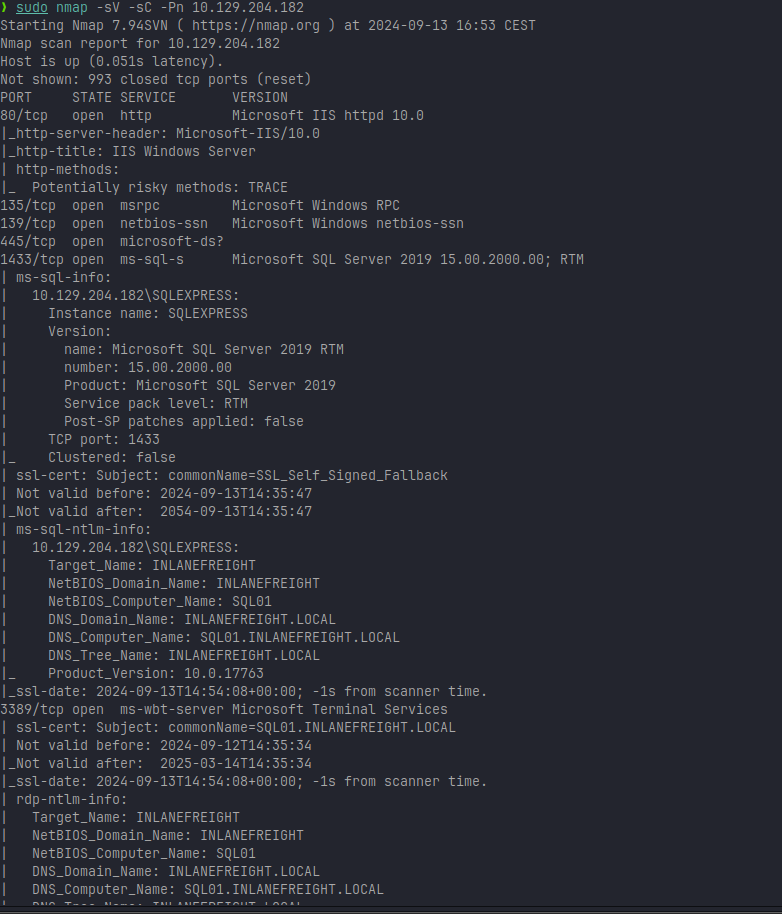 ❯ sudo nmap -sV -sC -Pn 10.129.204.182
Starting Nmap 7.94SVN ( https://nmap.org ) at 2024-09-13 16:53 CEST
Nmap scan report for 10.129.204.182
Host is up (0.051s latency).
Not shown: 993 closed tcp ports (reset)
PORT     STATE SERVICE       VERSION
80/tcp   open  http          Microsoft IIS httpd 10.0
|_http-server-header: Microsoft-IIS/10.0
|_http-title: IIS Windows Server
| http-methods:
|_  Potentially risky methods: TRACE
135/tcp  open  msrpc         Microsoft Windows RPC
139/tcp  open  netbios-ssn   Microsoft Windows netbios-ssn
445/tcp  open  microsoft-ds?
1433/tcp open  ms-sql-s      Microsoft SQL Server 2019 15.00.2000.00; RTM
| ms-sql-info:
|   10.129.204.182\SQLEXPRESS:
|     Instance name: SQLEXPRESS
|     Version:
|       name: Microsoft SQL Server 2019 RTM
|       number: 15.00.2000.00
|       Product: Microsoft SQL Server 2019
|       Service pack level: RTM
|       Post-SP patches applied: false
|     TCP port: 1433
|_    Clustered: false
| ssl-cert: Subject: commonName=SSL_Self_Signed_Fallback
| Not valid before: 2024-09-13T14:35:47
|_Not valid after:  2054-09-13T14:35:47
| ms-sql-ntlm-info:
|   10.129.204.182\SQLEXPRESS:
|     Target_Name: INLANEFREIGHT
|     NetBIOS_Domain_Name: INLANEFREIGHT
|     NetBIOS_Computer_Name: SQL01
|     DNS_Domain_Name: INLANEFREIGHT.LOCAL
|     DNS_Computer_Name: SQL01.INLANEFREIGHT.LOCAL
|     DNS_Tree_Name: INLANEFREIGHT.LOCAL
|_    Product_Version: 10.0.17763
|_ssl-date: 2024-09-13T14:54:08+00:00; -1s from scanner time.
3389/tcp open  ms-wbt-server Microsoft Terminal Services
| ssl-cert: Subject: commonName=SQL01.INLANEFREIGHT.LOCAL
| Not valid before: 2024-09-12T14:35:34
|_Not valid after:  2025-03-14T14:35:34
|_ssl-date: 2024-09-13T14:54:08+00:00; -1s from scanner time.
| rdp-ntlm-info:
|   Target_Name: INLANEFREIGHT
|   NetBIOS_Domain_Name: INLANEFREIGHT
|   NetBIOS_Computer_Name: SQL01
|   DNS_Domain_Name: INLANEFREIGHT.LOCAL
|   DNS_Computer_Name: SQL01.INLANEFREIGHT.LOCAL
|   DNS_Tree_Name: INLANEFREIGHT.LOCAL